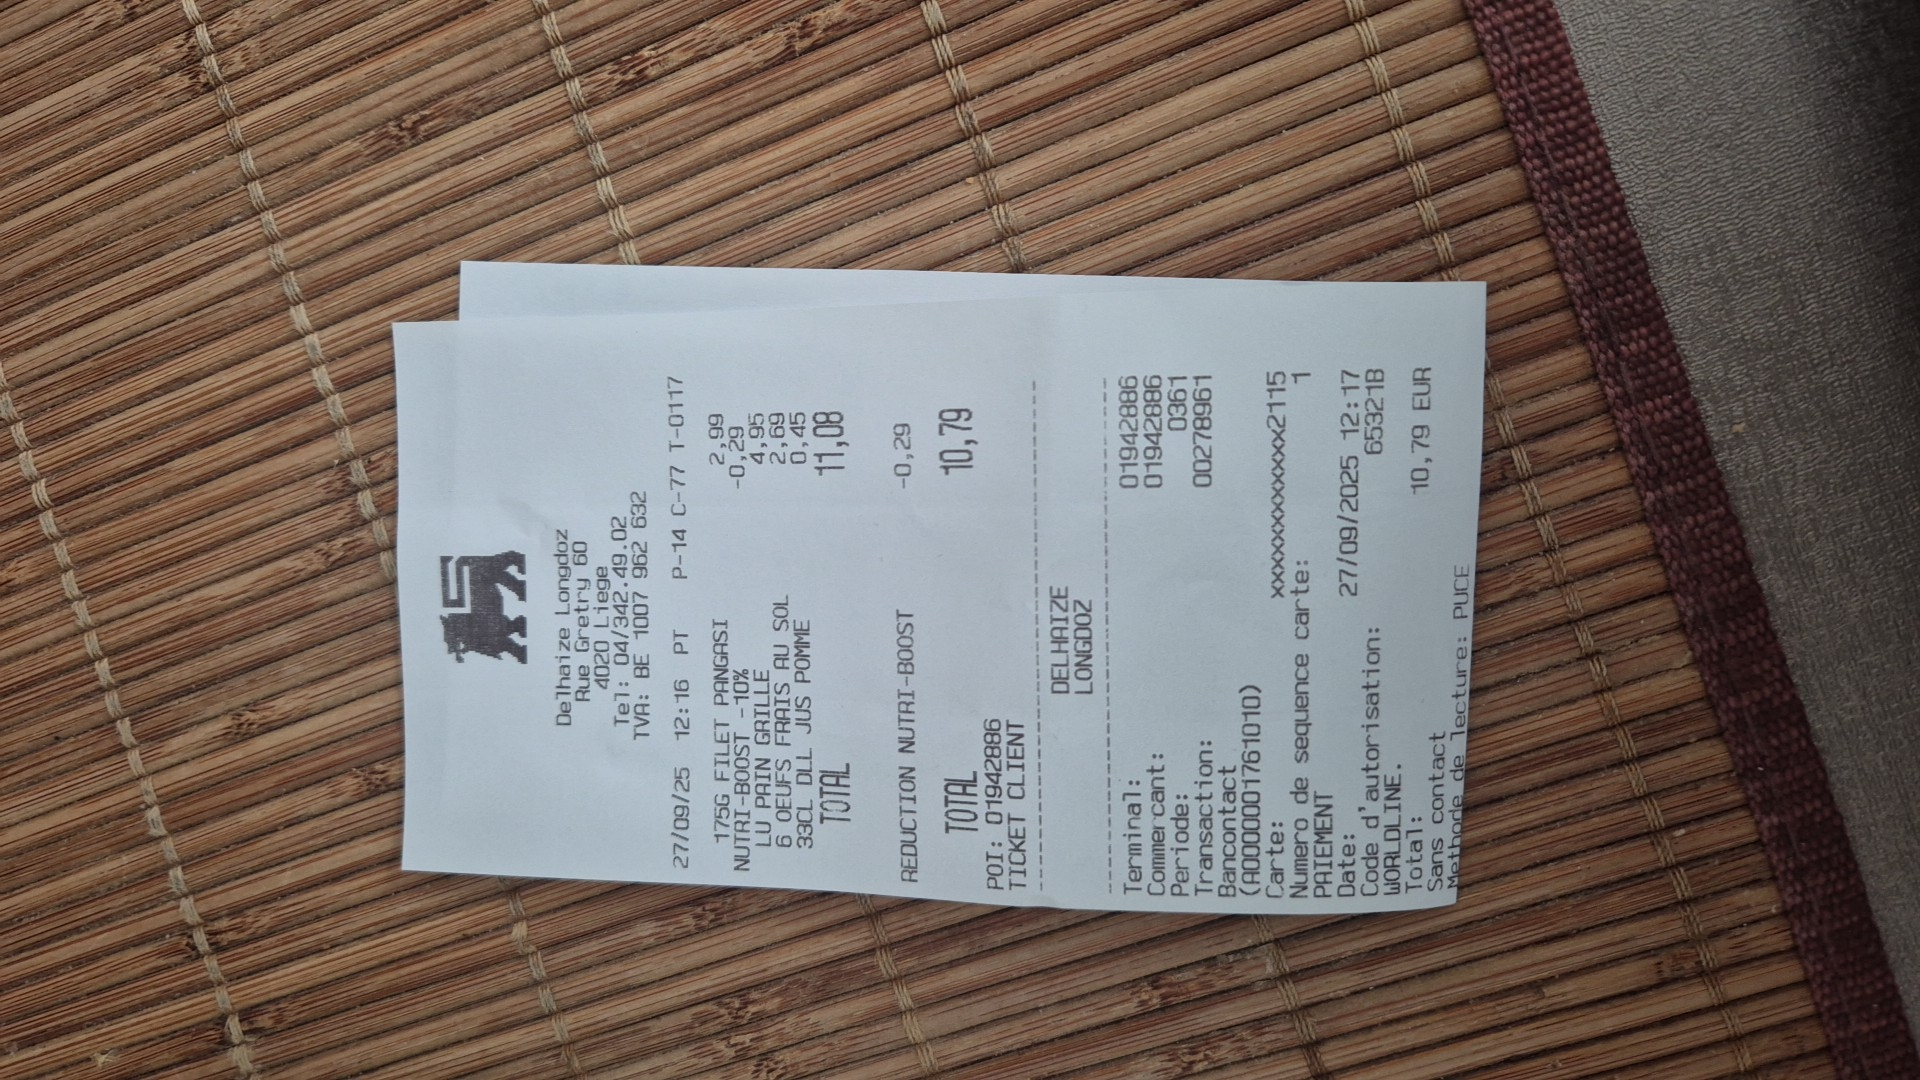 Delhaize Longdoz
Rue Gretry 60
4020 Liege
Tel: 04/342.49.02
TVA: BE 1007 962 632
27/09/25 12:16 PT P-14 C-77 T-0117
175G FILET PANGASI 2,99
NUTRI-BOOST -10% -0,29
LU PAIN GRILLE 4,95
6 OEUFS FRAIS AU SOL 2,69
33CL DLL JUS POMME 0,45
TOTAL 11,08
REDUCTION NUTRI-BOOST -0,29
TOTAL 10,79
POI: 01942886
TICKET CLIENT
DELHAIZE
LONGDOZ
Terminal: 01942886
Commercant: 01942886
Periode: 0361
Transaction: 00278961
Bancontact
(A0000001761010)
Carte: xxxxxxxxxxxxx2115
Numero de sequence carte: 1
PAIEMENT
Date: 27/09/2025 12:17
Code d'autorisation: 65321B
WORLDLINE.
Total: 10,79 EUR
Sans contact
Methode de lecture: PUCE